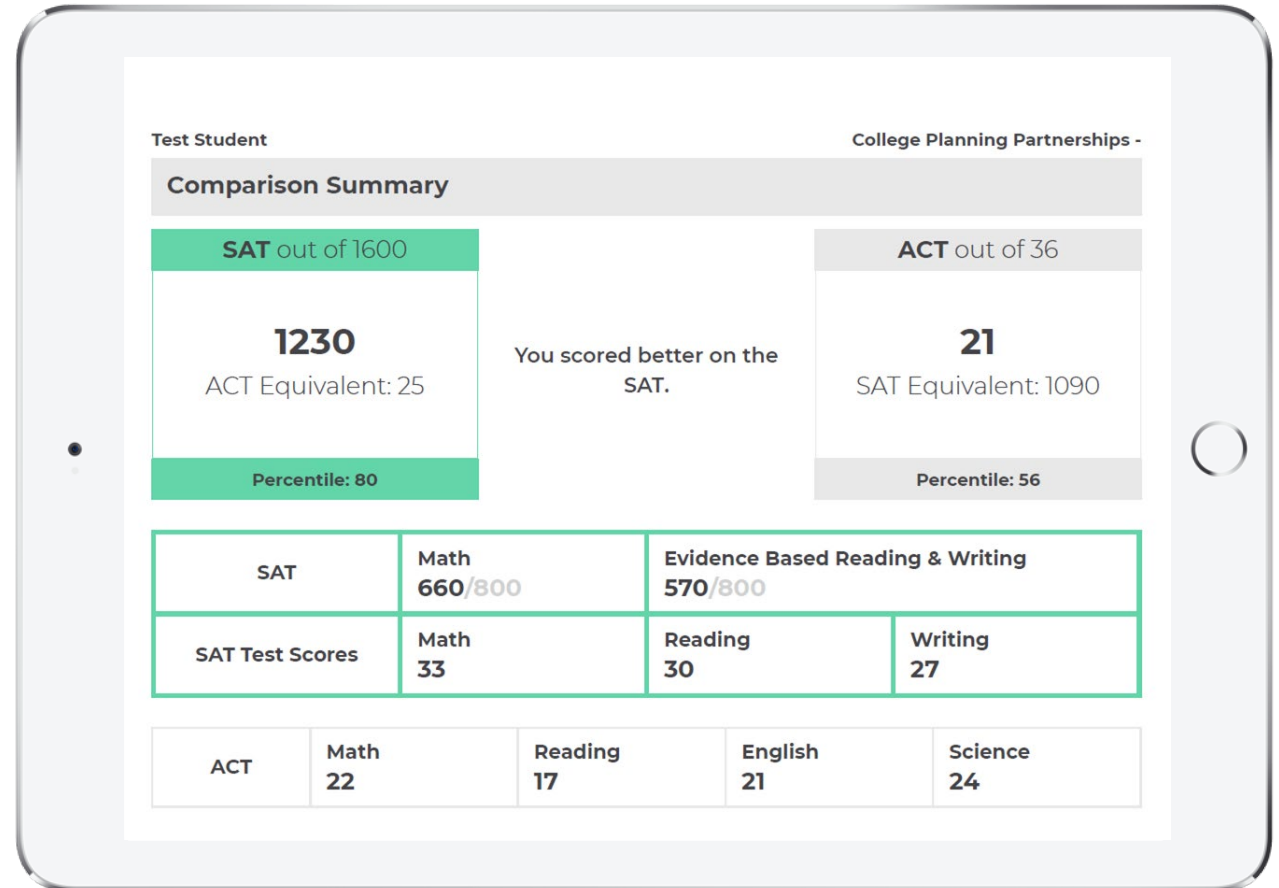 Test Student
College Planning Partnerships -
Comparison Summary
SAT out of 1600
1230
ACT Equivalent: 25
Percentile: 80
You scored better on the
SAT.
ACT out of 36
21
SAT Equivalent: 1090
Percentile: 56
SAT
Math
660/800
Evidence Based Reading & Writing
570/800
SAT Test Scores
Math
33
Reading
30
Writing
27
ACT
Math
22
Reading
17
English
21
Science
24